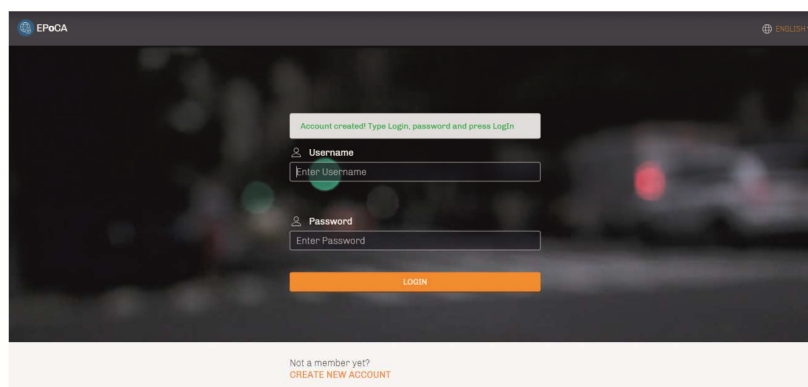 EPoCA
ENGLISH
Account created! Type Login, password and press LogIn
Username
Enter Username
Password
Enter Password
LOGIN
Not a member yet?
CREATE NEW ACCOUNT